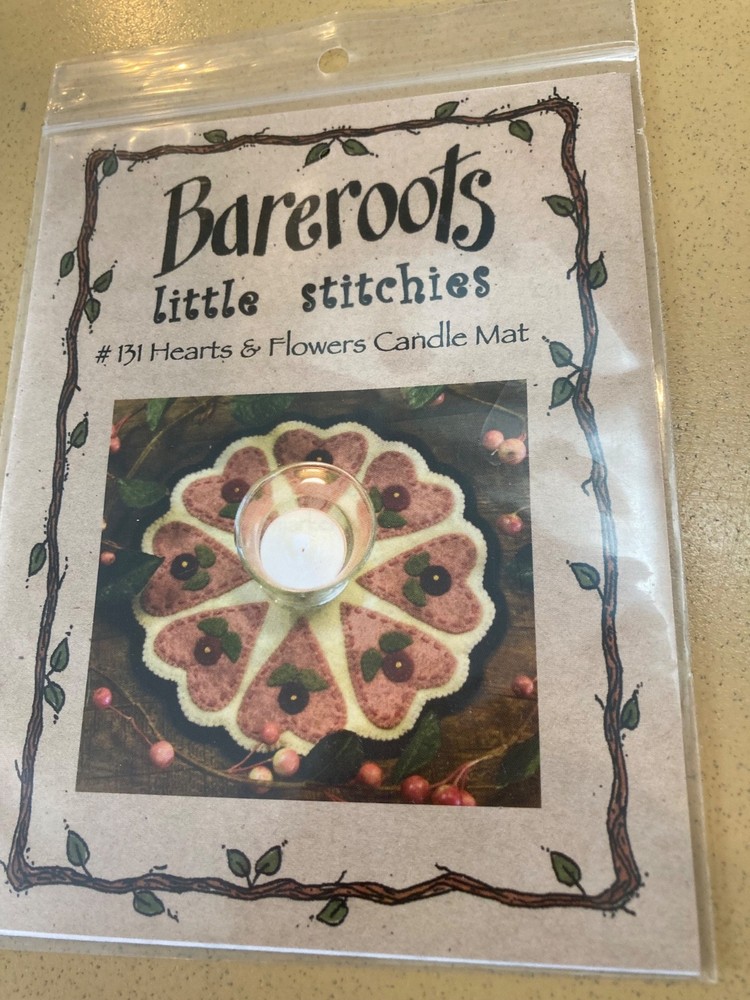 Bareroots
little stitchies
# 131 Hearts & Flowers Candle Mat